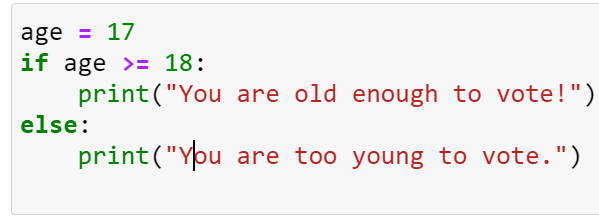 age = 17
if age >= 18:
    print("You are old enough to vote!")
else:
    print("You are too young to vote.")